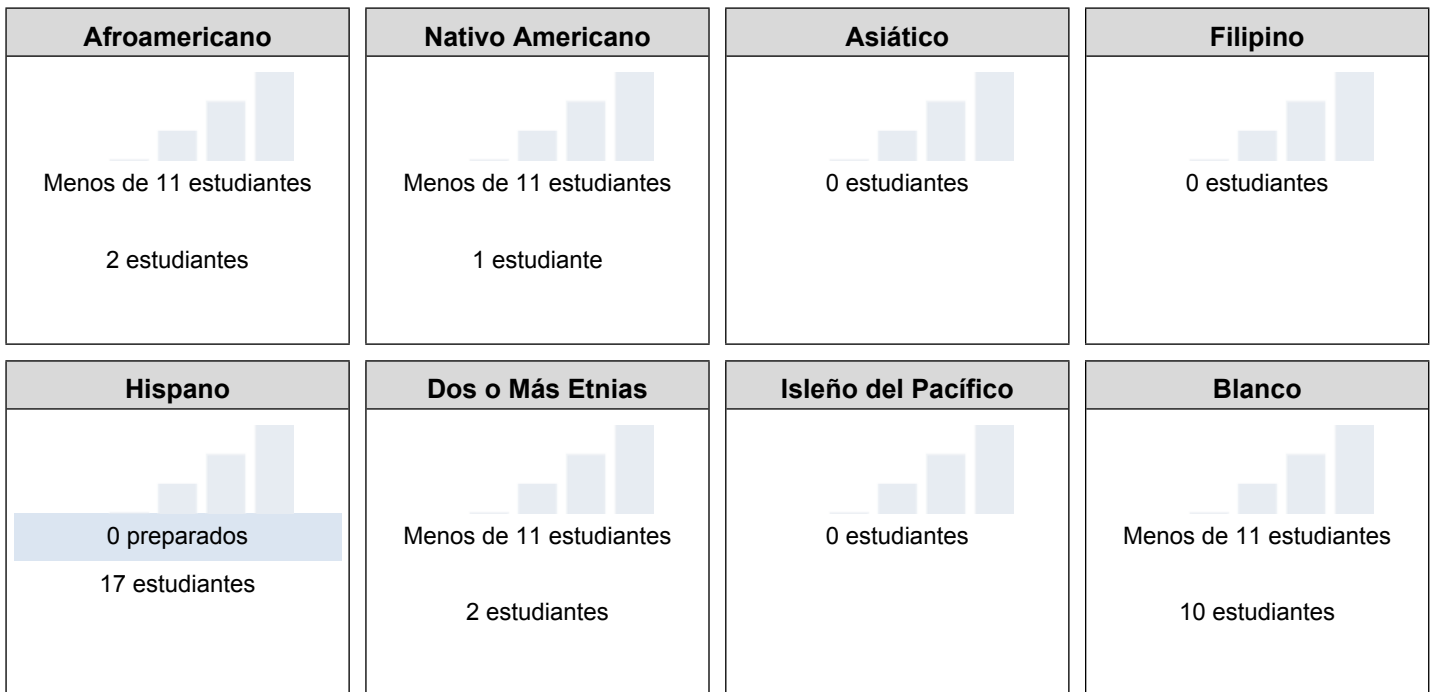 Afroamericano
Menos de 11 estudiantes
2 estudiantes
Nativo Americano
Menos de 11 estudiantes
1 estudiante
Asiático
0 estudiantes
Filipino
0 estudiantes
Hispano
0 preparados
17 estudiantes
Dos o Más Etnias
Menos de 11 estudiantes
2 estudiantes
Isleño del Pacífico
0 estudiantes
Blanco
Menos de 11 estudiantes
10 estudiantes